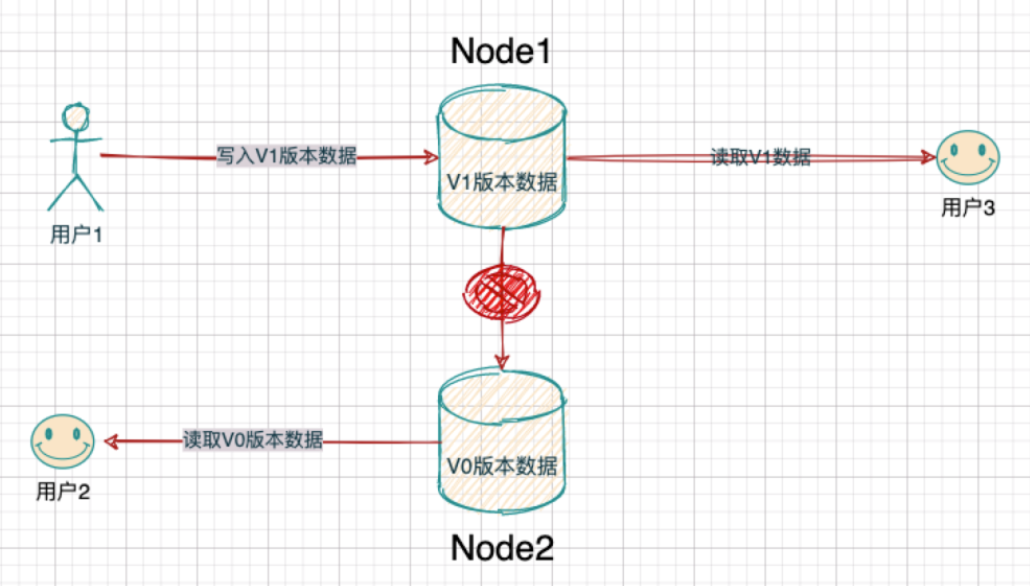 Node1
写入V1版本数据
读取V1数据
V1版本数据
用户3
用户1
读取V0版本数据
V0版本数据
用户2
Node2